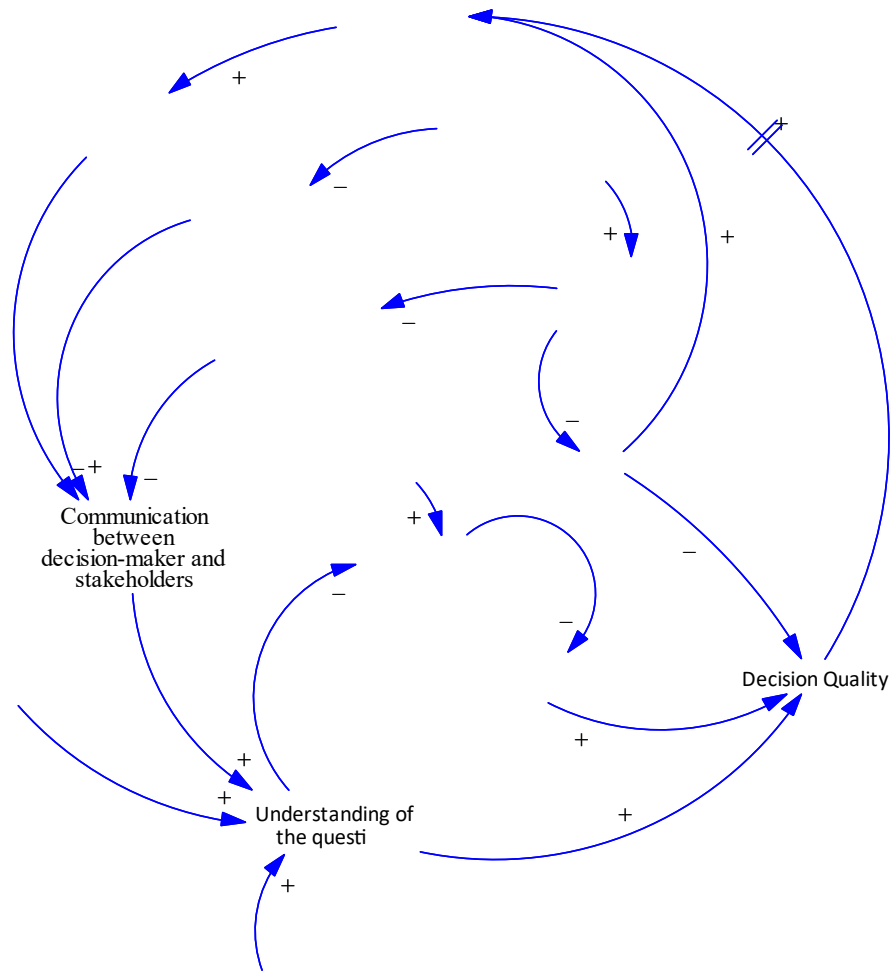 +
+
–
+
+
–
–
– +
–
Communication
between
decision-maker and
stakeholders
+
–
–
–
Decision Quality
+
+
+
Understanding of
the questi
+
+